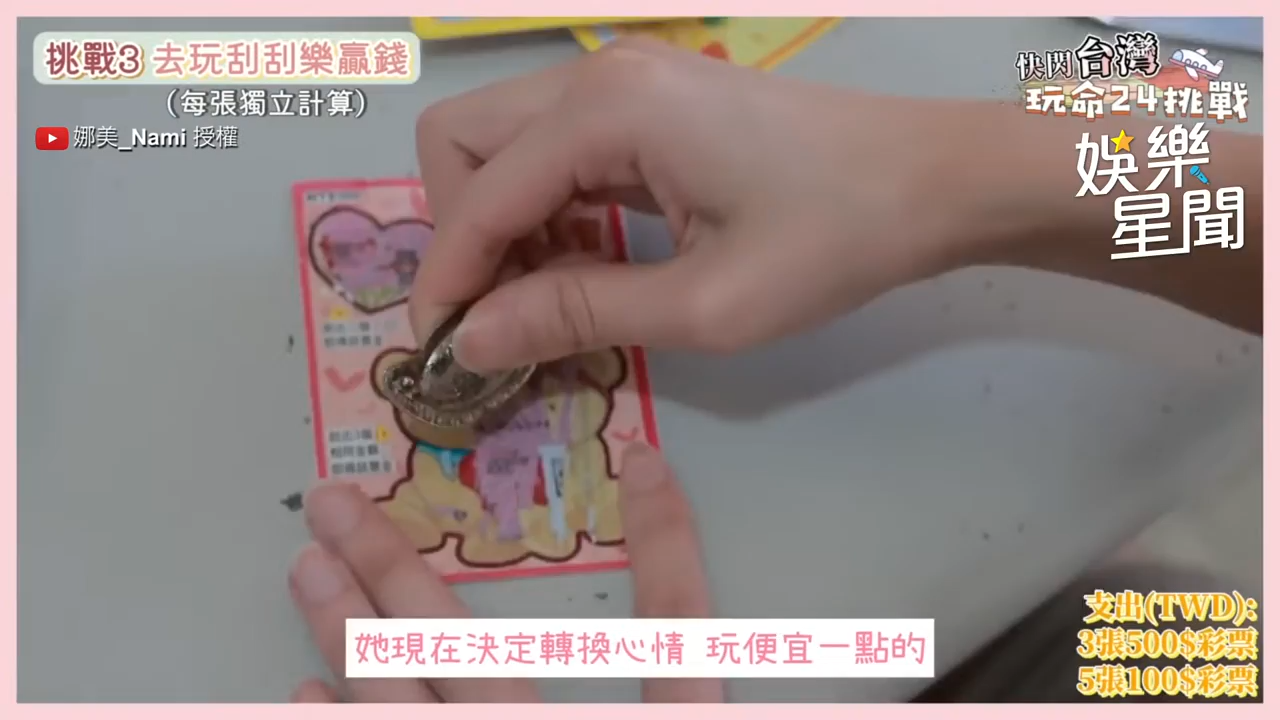 挑戰3 去玩刮刮樂贏錢
(每張獨立計算)
娜美_Nami 授權
快閃台灣
玩命24挑戰
娛樂
星聞
她現在決定轉換心情 玩便宜一點的
支出(TWD):
3張500$彩票
5張100$彩票